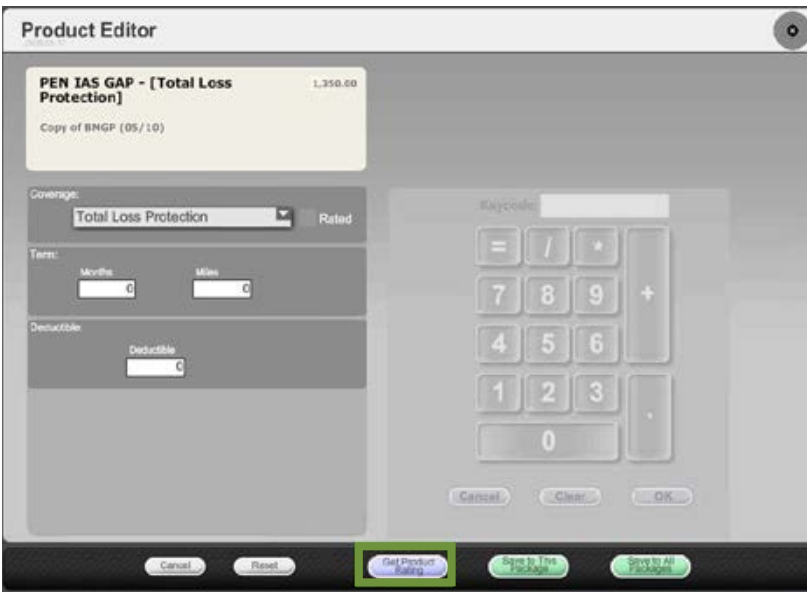 Product Editor
PEN IAS GAP - [Total Loss Protection] 1,350.00
Copy of BNGP (05/10)
Coverage:
Total Loss Protection Rated
Term:
Months Miles
0 0
Deductible:
Deductible
0
Keycode:
= / *
7 8 9 +
4 5 6
1 2 3 .
0
Cancel Clear OK
Cancel Reset Get Product Rating Save to This Package Save to All Packages